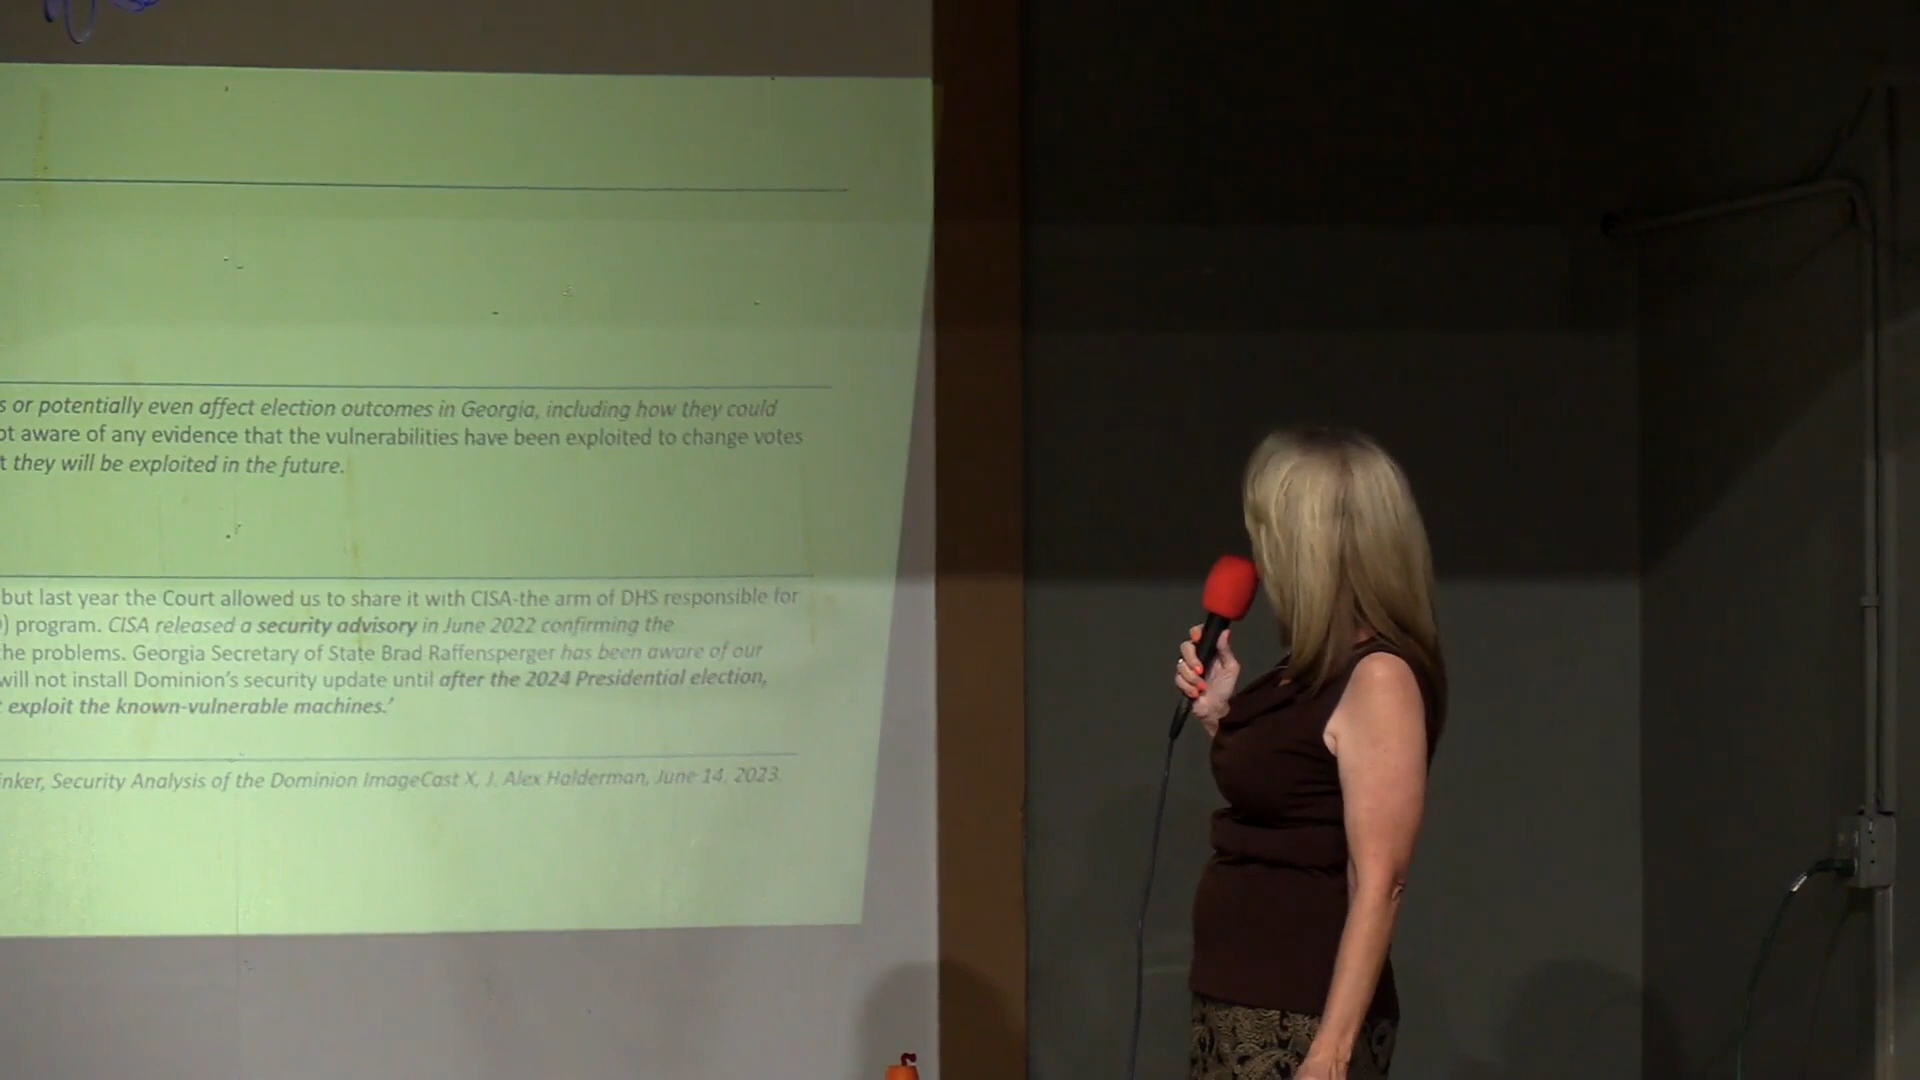 s or potentially even affect election outcomes in Georgia, including how they could
ot aware of any evidence that the vulnerabilities have been exploited to change votes
t they will be exploited in the future.
but last year the Court allowed us to share it with CISA-the arm of DHS responsible for
) program. CISA released a security advisory in June 2022 confirming the
he problems. Georgia Secretary of State Brad Raffensperger has been aware of our
will not install Dominion's security update until after the 2024 Presidential election,
t exploit the known-vulnerable machines.'
inker, Security Analysis of the Dominion ImageCast X, J. Alex Halderman, June 14, 2023.